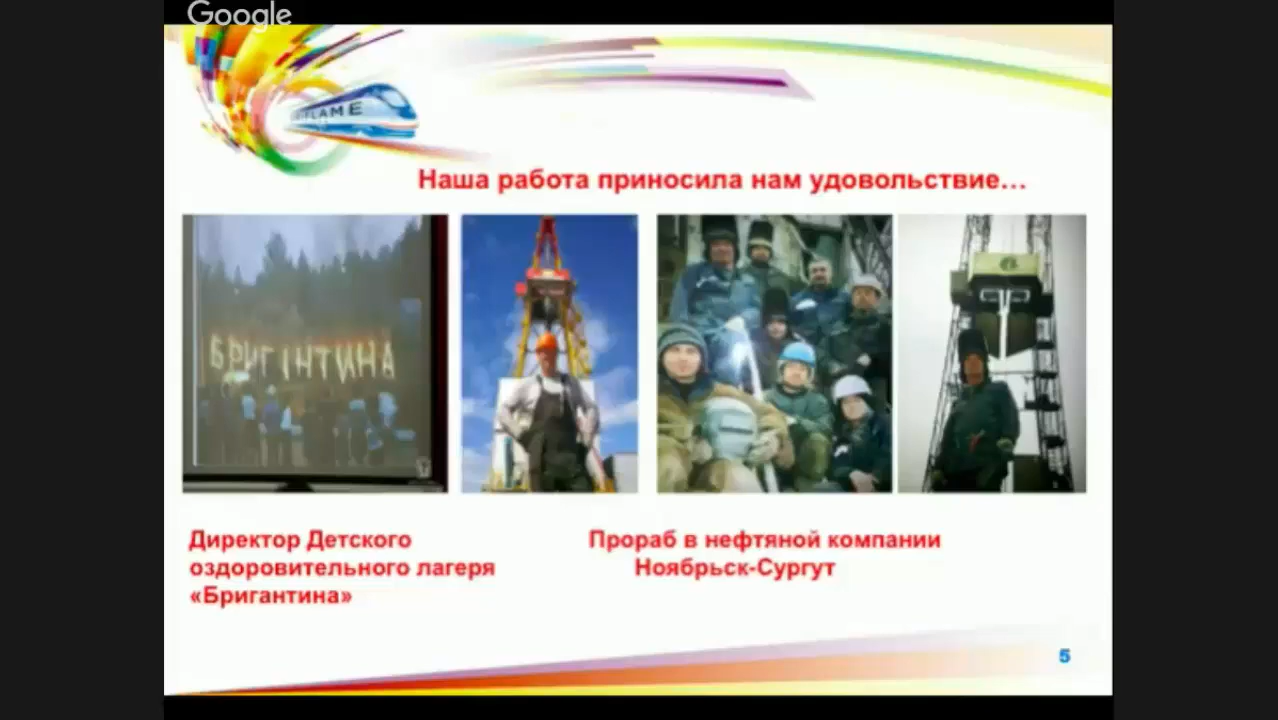 Google
Наша работа приносила нам удовольствие…
БРИГАНТИНА
Директор Детского
оздоровительного лагеря
«Бригантина»
Прораб в нефтяной компании
Ноябрьск-Сургут
5